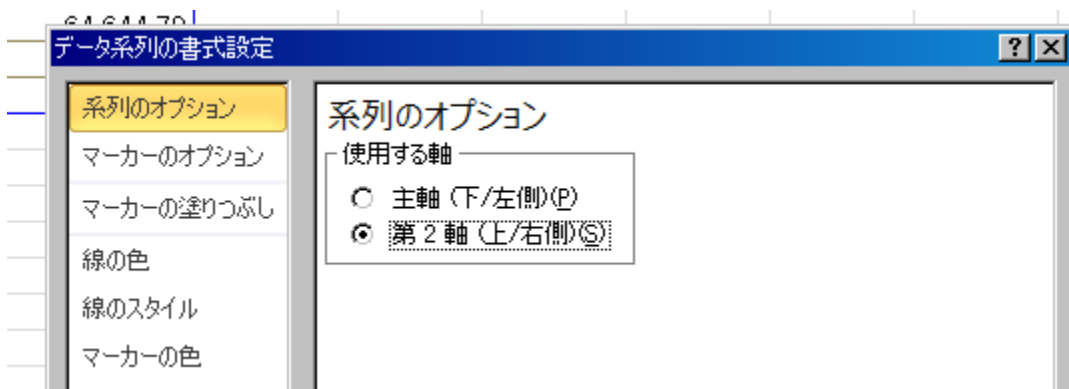 データ系列の書式設定
系列のオプション
マーカーのオプション
マーカーの塗りつぶし
線の色
線のスタイル
マーカーの色
系列のオプション
使用する軸
主軸 (下/左側)(P)
第2軸 (上/右側)(S)